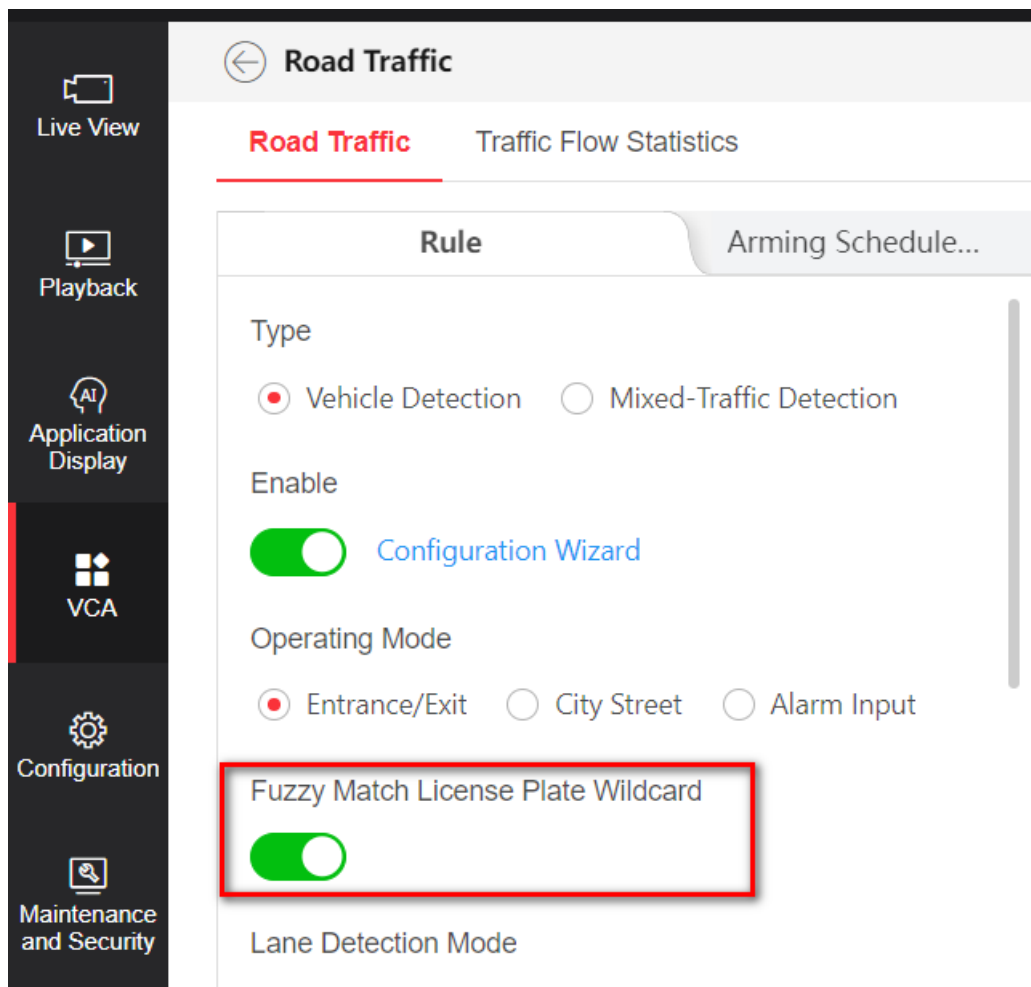 Road Traffic
Live View
Road Traffic
Traffic Flow Statistics
Rule
Arming Schedule...
Playback
Type
Vehicle Detection
Mixed-Traffic Detection
AI
Application
Display
Enable
Configuration Wizard
VCA
Operating Mode
Entrance/Exit
City Street
Alarm Input
Configuration
Fuzzy Match License Plate Wildcard
Maintenance
and Security
Lane Detection Mode